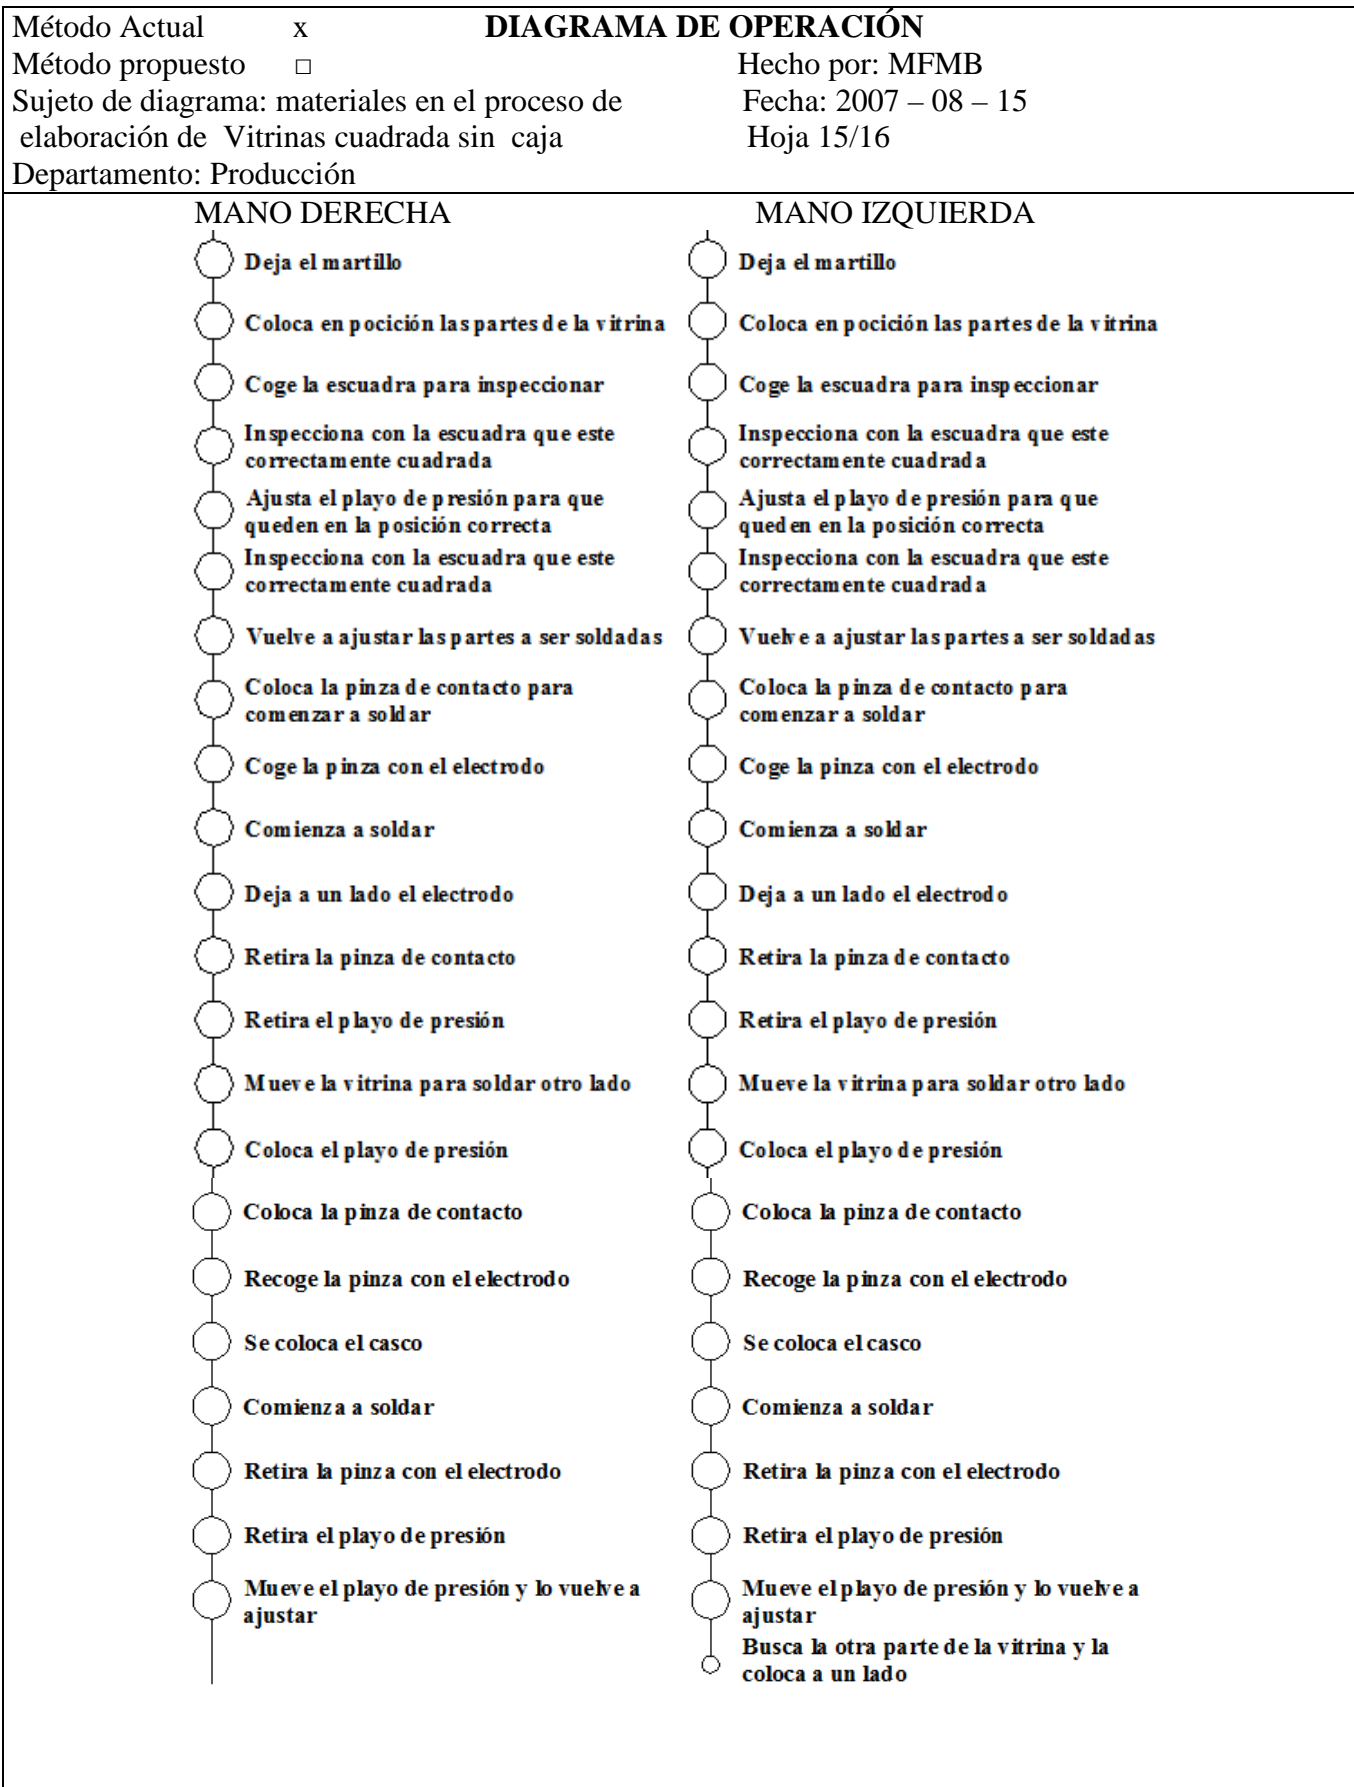 Método Actual x DIAGRAMA DE OPERACIÓN
Método propuesto □ Hecho por: MFMB
Sujeto de diagrama: materiales en el proceso de Fecha: 2007 – 08 – 15
elaboración de Vitrinas cuadrada sin caja Hoja 15/16
Departamento: Producción
MANO DERECHA MANO IZQUIERDA
Deja el martillo Deja el martillo
Coloca en pocición las partes de la vitrina Coloca en pocición las partes de la vitrina
Coge la escuadra para inspeccionar Coge la escuadra para inspeccionar
Inspecciona con la escuadra que este Inspecciona con la escuadra que este
correctamente cuadrada correctamente cuadrada
Ajusta el playo de presión para que Ajusta el playo de presión para que
queden en la posición correcta queden en la posición correcta
Inspecciona con la escuadra que este Inspecciona con la escuadra que este
correctamente cuadrada correctamente cuadrada
Vuelve a ajustar las partes a ser soldadas Vuelve a ajustar las partes a ser soldadas
Coloca la pinza de contacto para Coloca la pinza de contacto para
comenzar a soldar comenzar a soldar
Coge la pinza con el electrodo Coge la pinza con el electrodo
Comienza a soldar Comienza a soldar
Deja a un lado el electrodo Deja a un lado el electrodo
Retira la pinza de contacto Retira la pinza de contacto
Retira el playo de presión Retira el playo de presión
Mueve la vitrina para soldar otro lado Mueve la vitrina para soldar otro lado
Coloca el playo de presión Coloca el playo de presión
Coloca la pinza de contacto Coloca la pinza de contacto
Recoge la pinza con el electrodo Recoge la pinza con el electrodo
Se coloca el casco Se coloca el casco
Comienza a soldar Comienza a soldar
Retira la pinza con el electrodo Retira la pinza con el electrodo
Retira el playo de presión Retira el playo de presión
Mueve el playo de presión y lo vuelve a Mueve el playo de presión y lo vuelve a
ajustar ajustar
Busca la otra parte de la vitrina y la
coloca a un lado